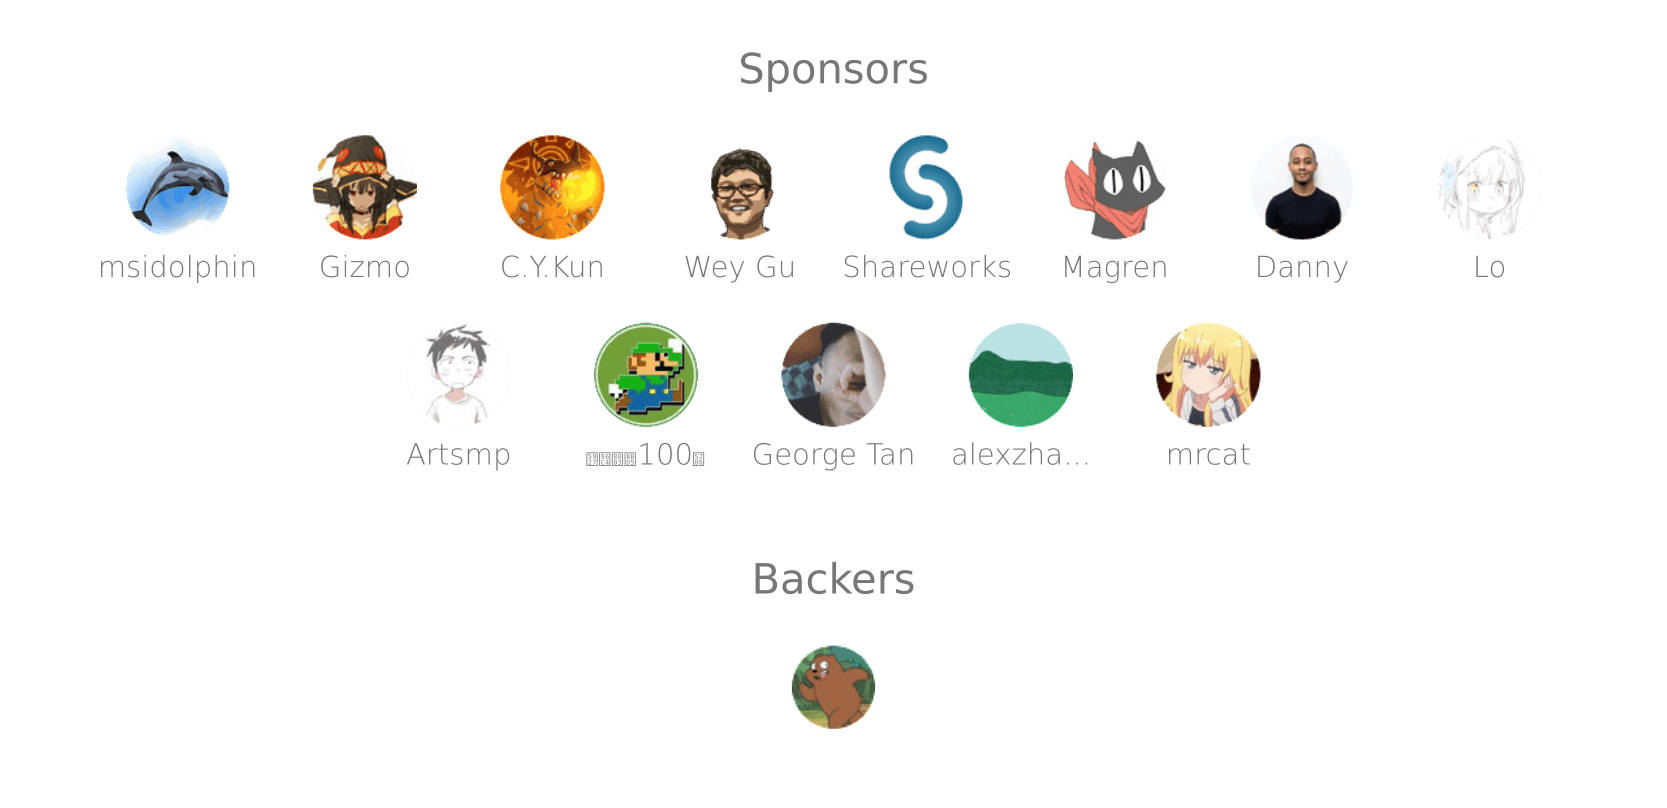 Sponsors
msidolphin Gizmo C.Y.Kun Wey Gu Shareworks Magren Danny Lo
Artsmp 100 George Tan alexzha... mrcat
Backers